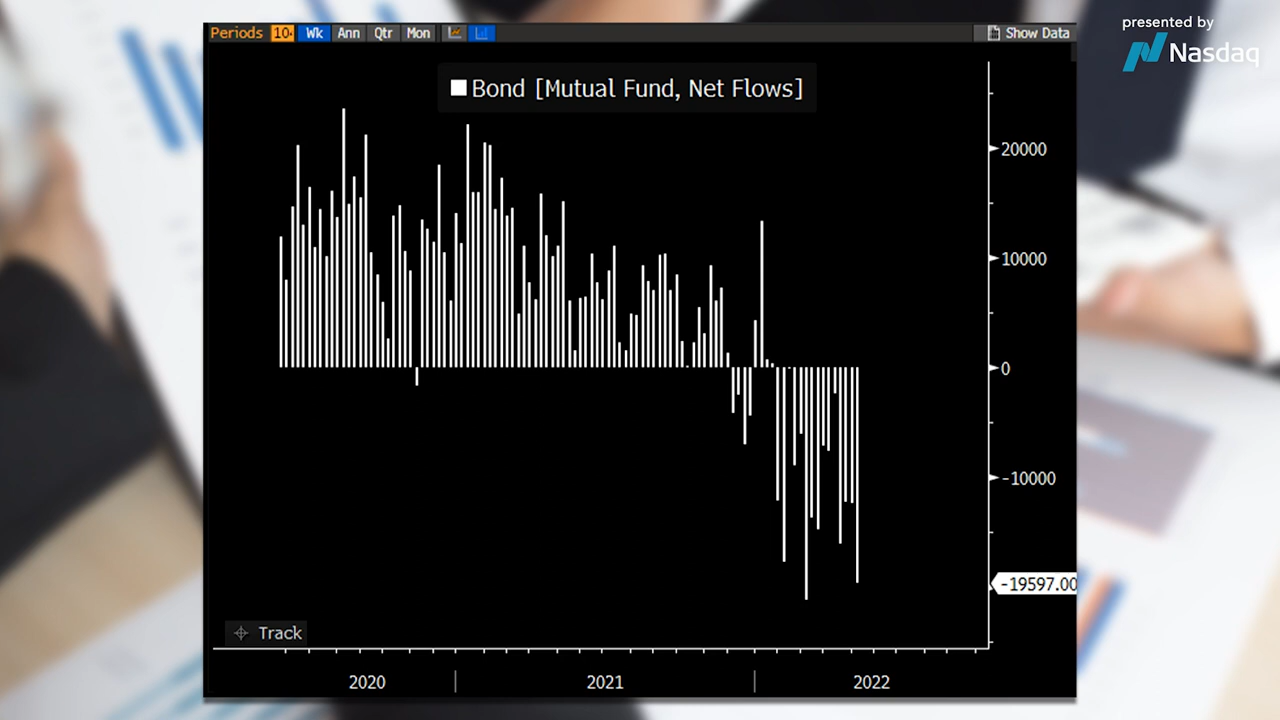 presented by
Nasdaq
Periods 10 Wk Ann Qtr Mon Show Data
Bond [Mutual Fund, Net Flows]
20000
10000
0
-10000
-19597.00
Track
2020 2021 2022